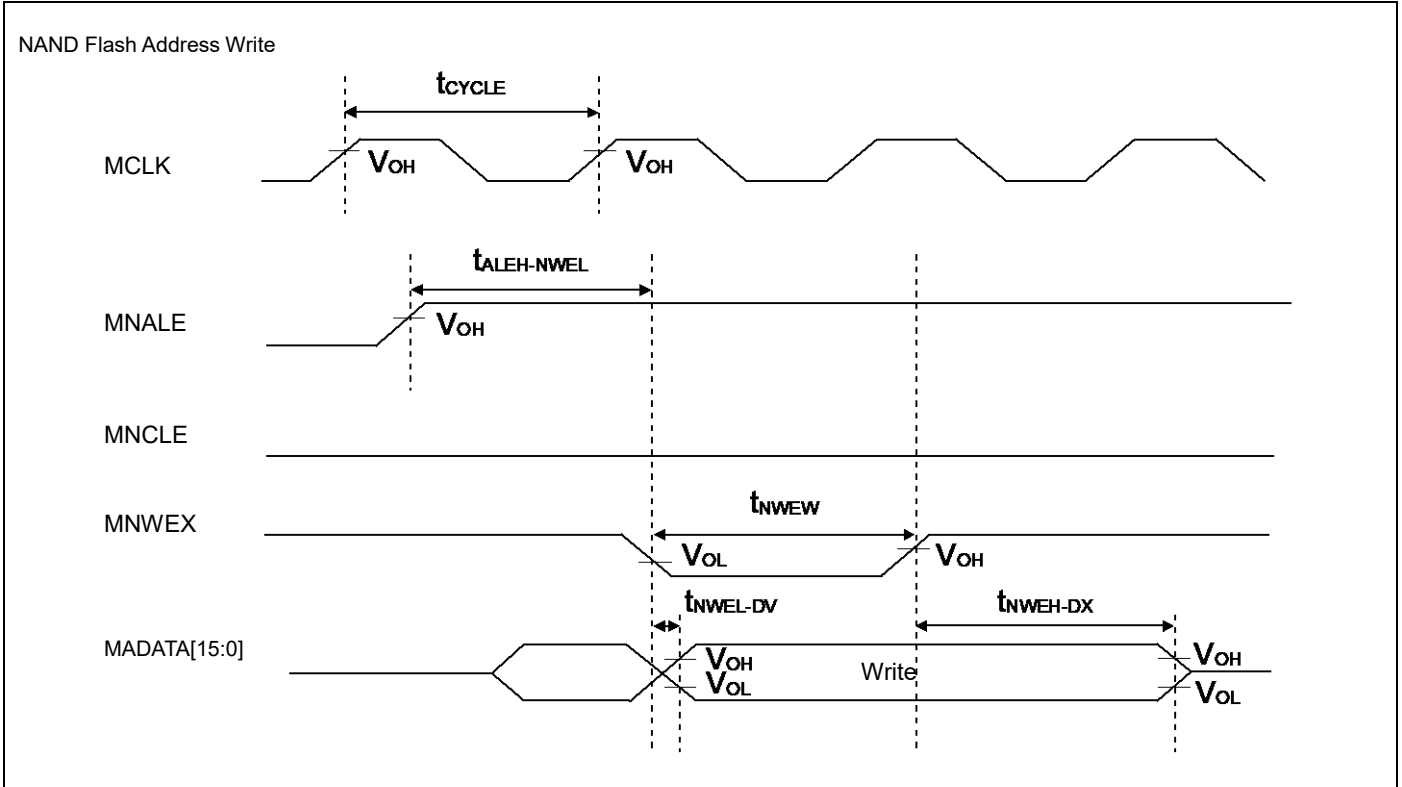 NAND Flash Address Write
tCYCLE
MCLK
VOH
VOH
tALEH-NWEL
MNALE
VOH
MNCLE
tNWEW
MNWEX
VOL
VOH
tNWEL-DV
tNWEH-DX
MADATA[15:0]
VOH
VOL
Write
VOH
VOL